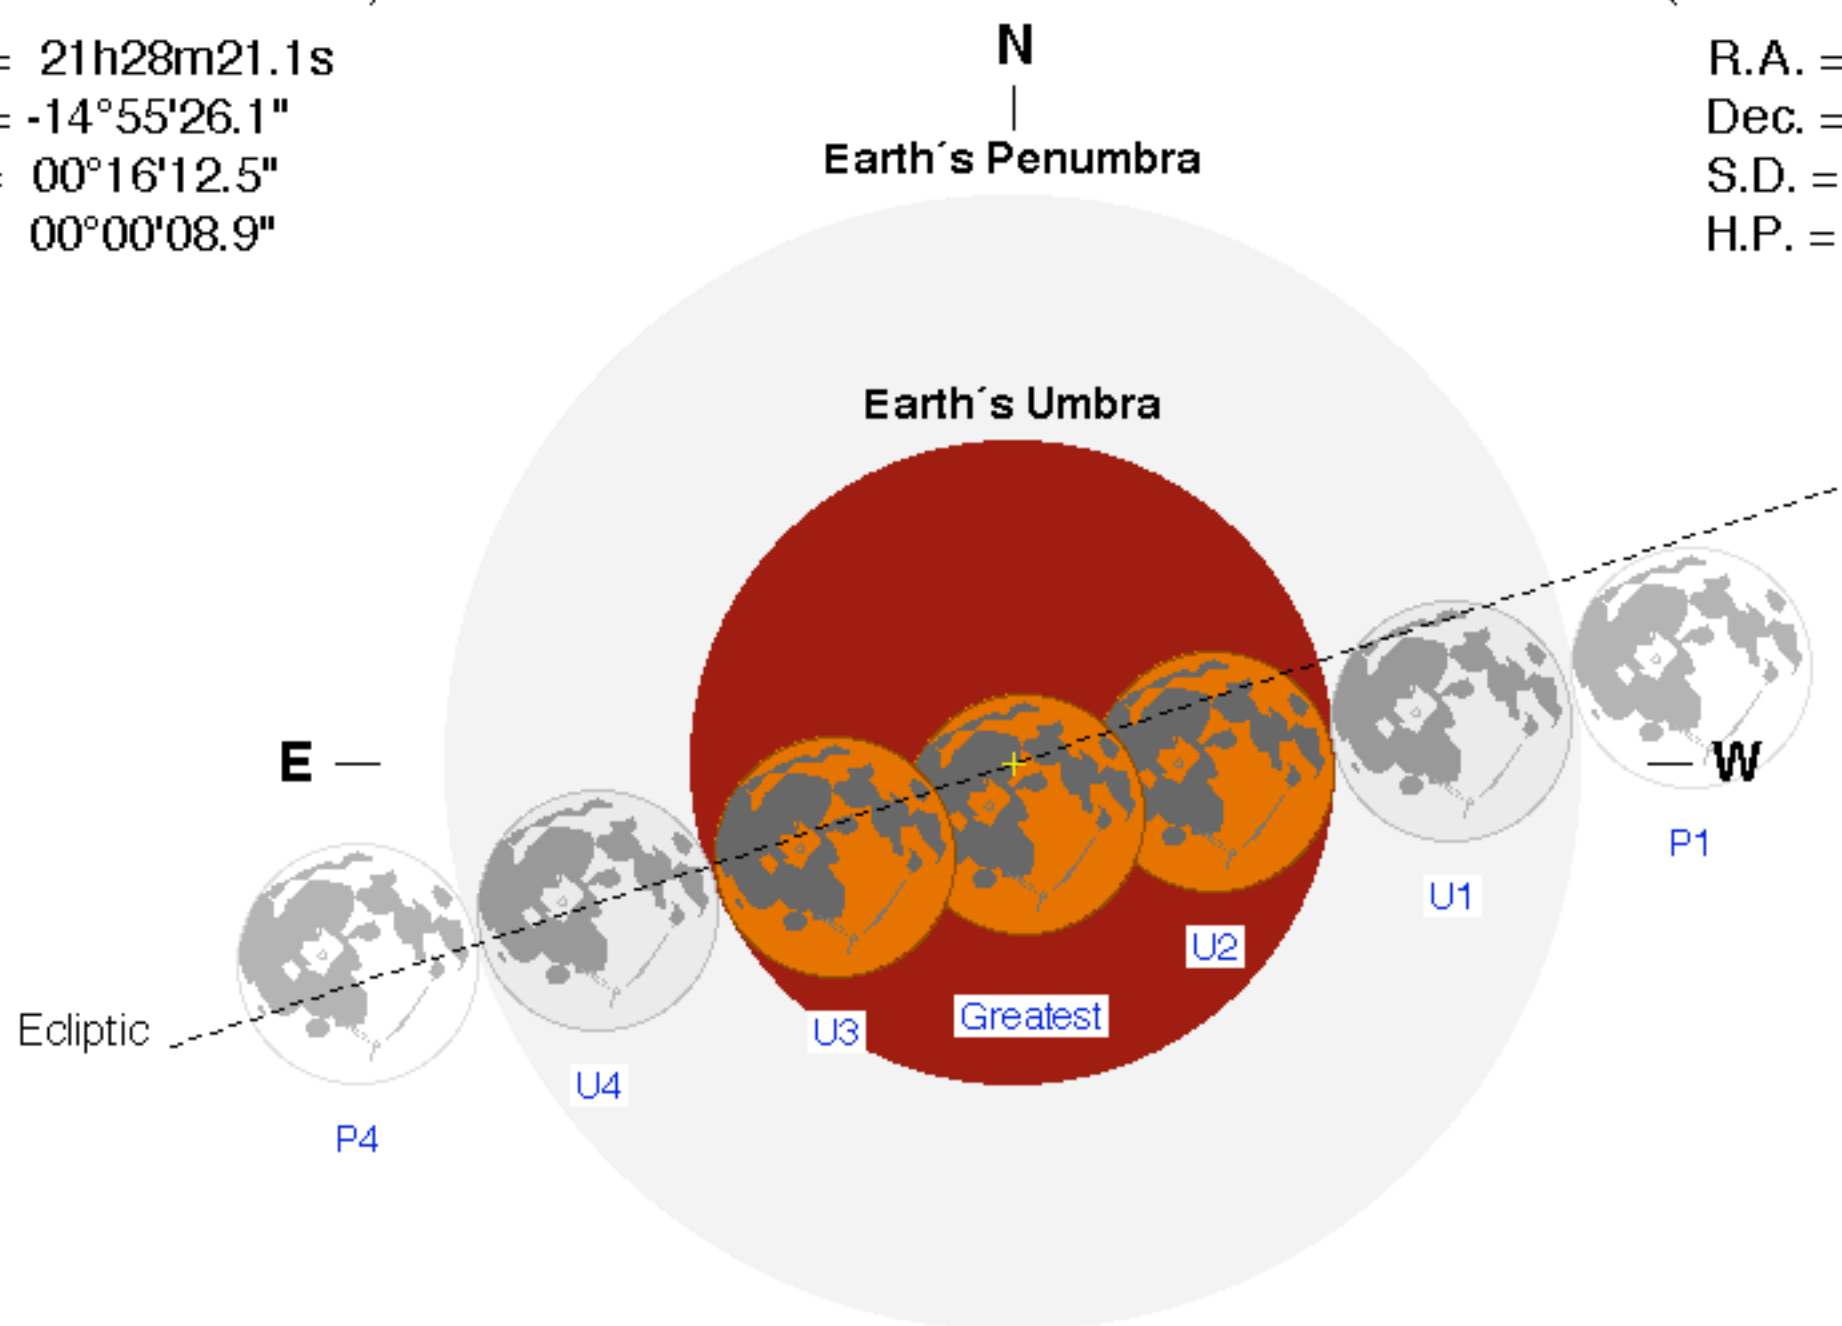 = 21h28m21.1s
= -14°55'26.1"
= 00°16'12.5"
00°00'08.9"
N
Earth´s Penumbra
R.A. =
Dec. =
S.D. =
H.P. =
Earth´s Umbra
E
W
P1
U1
U2
Greatest
U3
Ecliptic
U4
P4